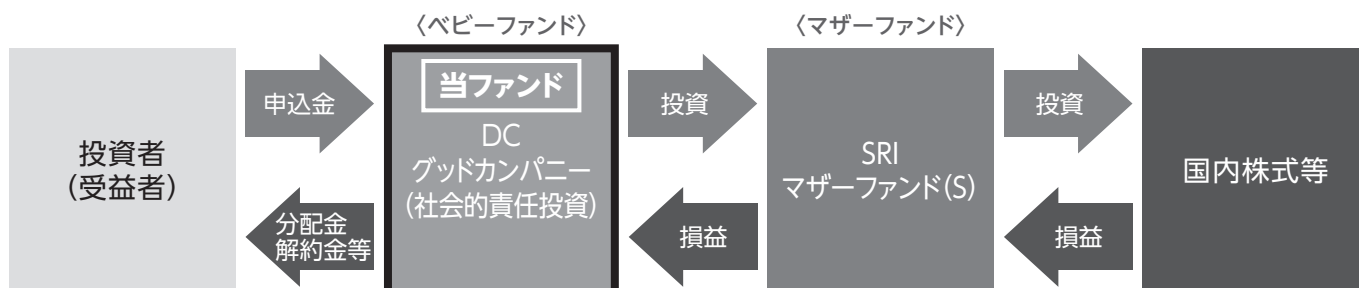 〈ベビーファンド〉
〈マザーファンド〉
投資者
(受益者)
申込金
分配金
解約金等
当ファンド
DC
グッドカンパニー
(社会的責任投資)
投資
損益
SRI
マザーファンド(S)
投資
損益
国内株式等